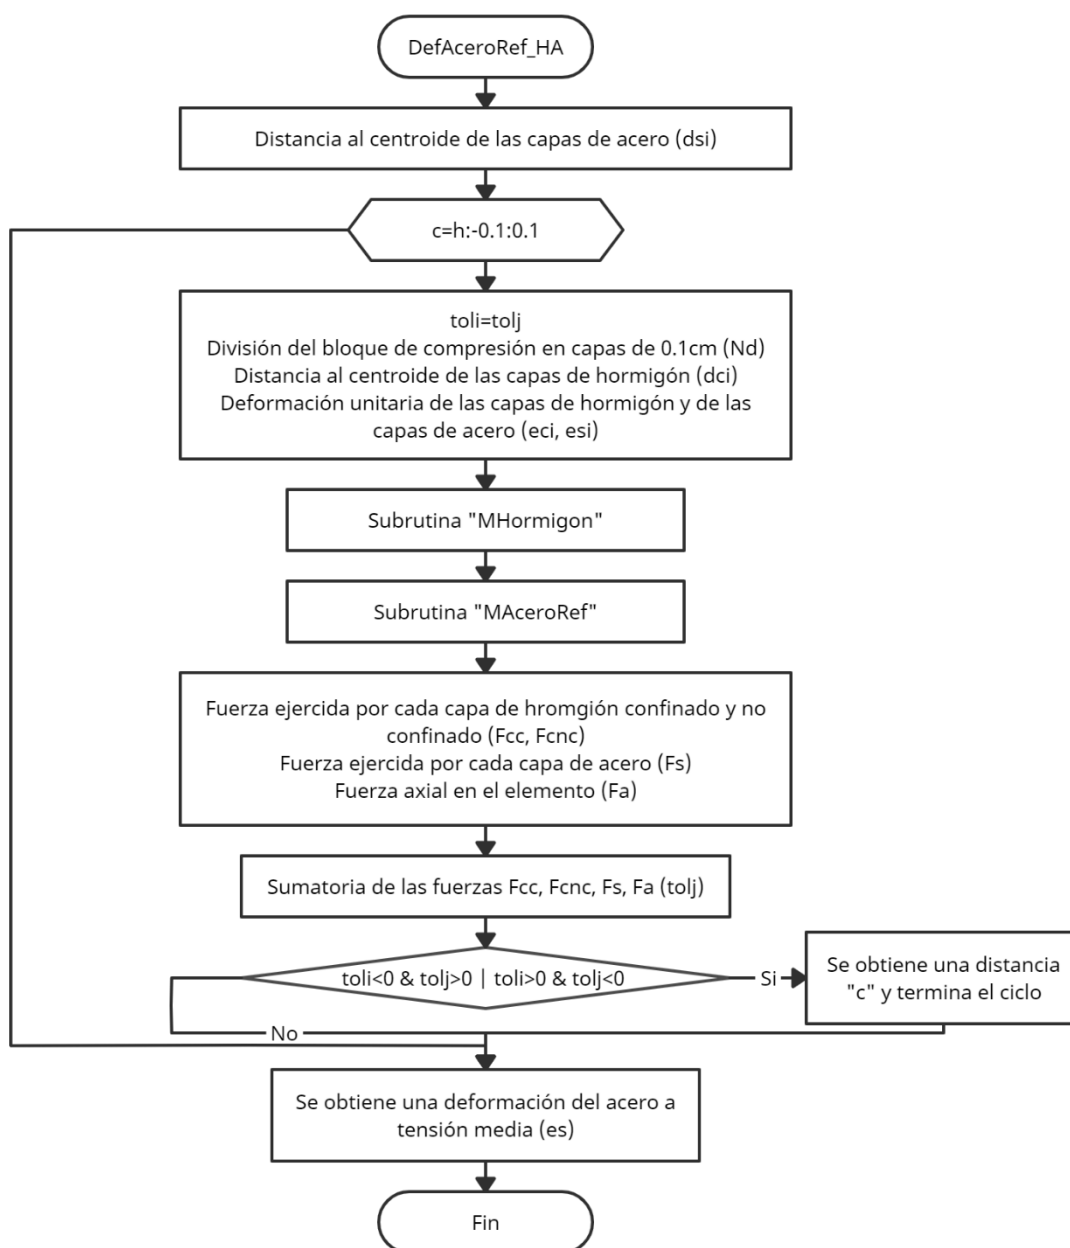 DefAceroRef_HA
Distancia al centroide de las capas de acero (dsi)
c=h:-0.1:0.1
toli=tolj
División del bloque de compresión en capas de 0.1cm (Nd)
Distancia al centroide de las capas de hormigón (dci)
Deformación unitaria de las capas de hormigón y de las
capas de acero (eci, esi)
Subrutina "MHormigon"
Subrutina "MAceroRef"
Fuerza ejercida por cada capa de hromgión confinado y no
confinado (Fcc, Fcnc)
Fuerza ejercida por cada capa de acero (Fs)
Fuerza axial en el elemento (Fa)
Sumatoria de las fuerzas Fcc, Fcnc, Fs, Fa (tolj)
toli<0 & tolj>0 | toli>0 & tolj<0
Si
Se obtiene una distancia
"c" y termina el ciclo
No
Se obtiene una deformación del acero a
tensión media (es)
Fin